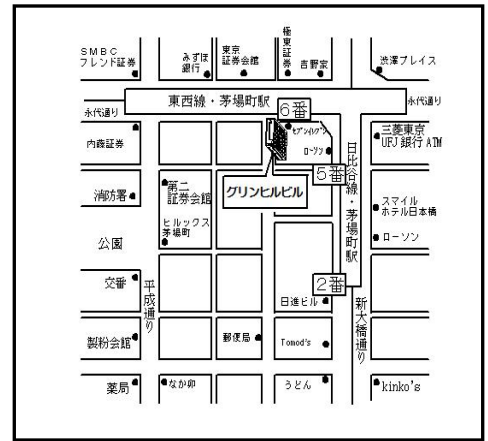 SMBC
フレンド証券
みずほ
銀行
東京
証券会館
極東証券
吉野家
渋澤プレイス
永代通り
東西線・茅場町駅
6番
永代通り
内藤証券
セブンイレブン
ローソン
5番
三菱東京
UFJ銀行ATM
消防署
第二
証券会館
グリンヒルビル
日比谷線・茅場町駅
スマイル
ホテル日本橋
ヒルックス
茅場町
ローソン
公園
交番
平成通り
2番
日進ビル
新大橋通り
製粉会館
郵便局
Tomod's
薬局
なか卯
うどん
kinko's